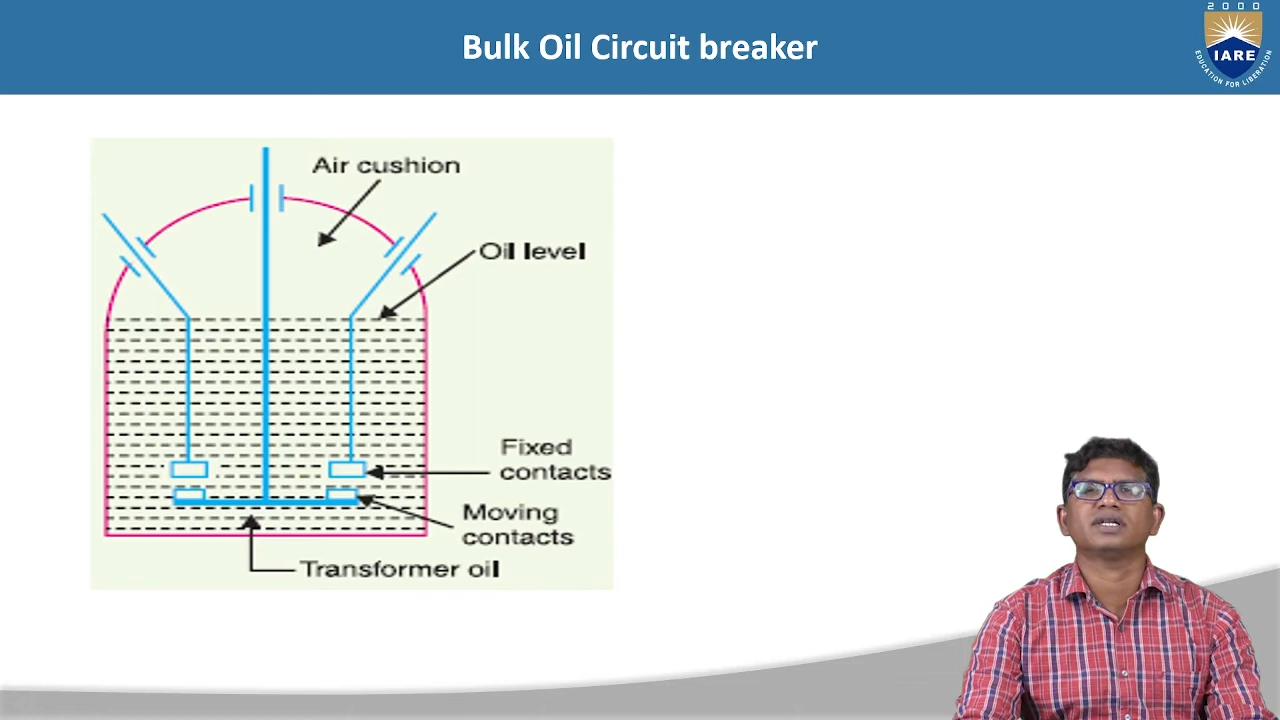 Bulk Oil Circuit breaker
2000
IARE
EDUCATION FOR LIBERATION
Air cushion
Oil level
Fixed
contacts
Moving
contacts
Transformer oil